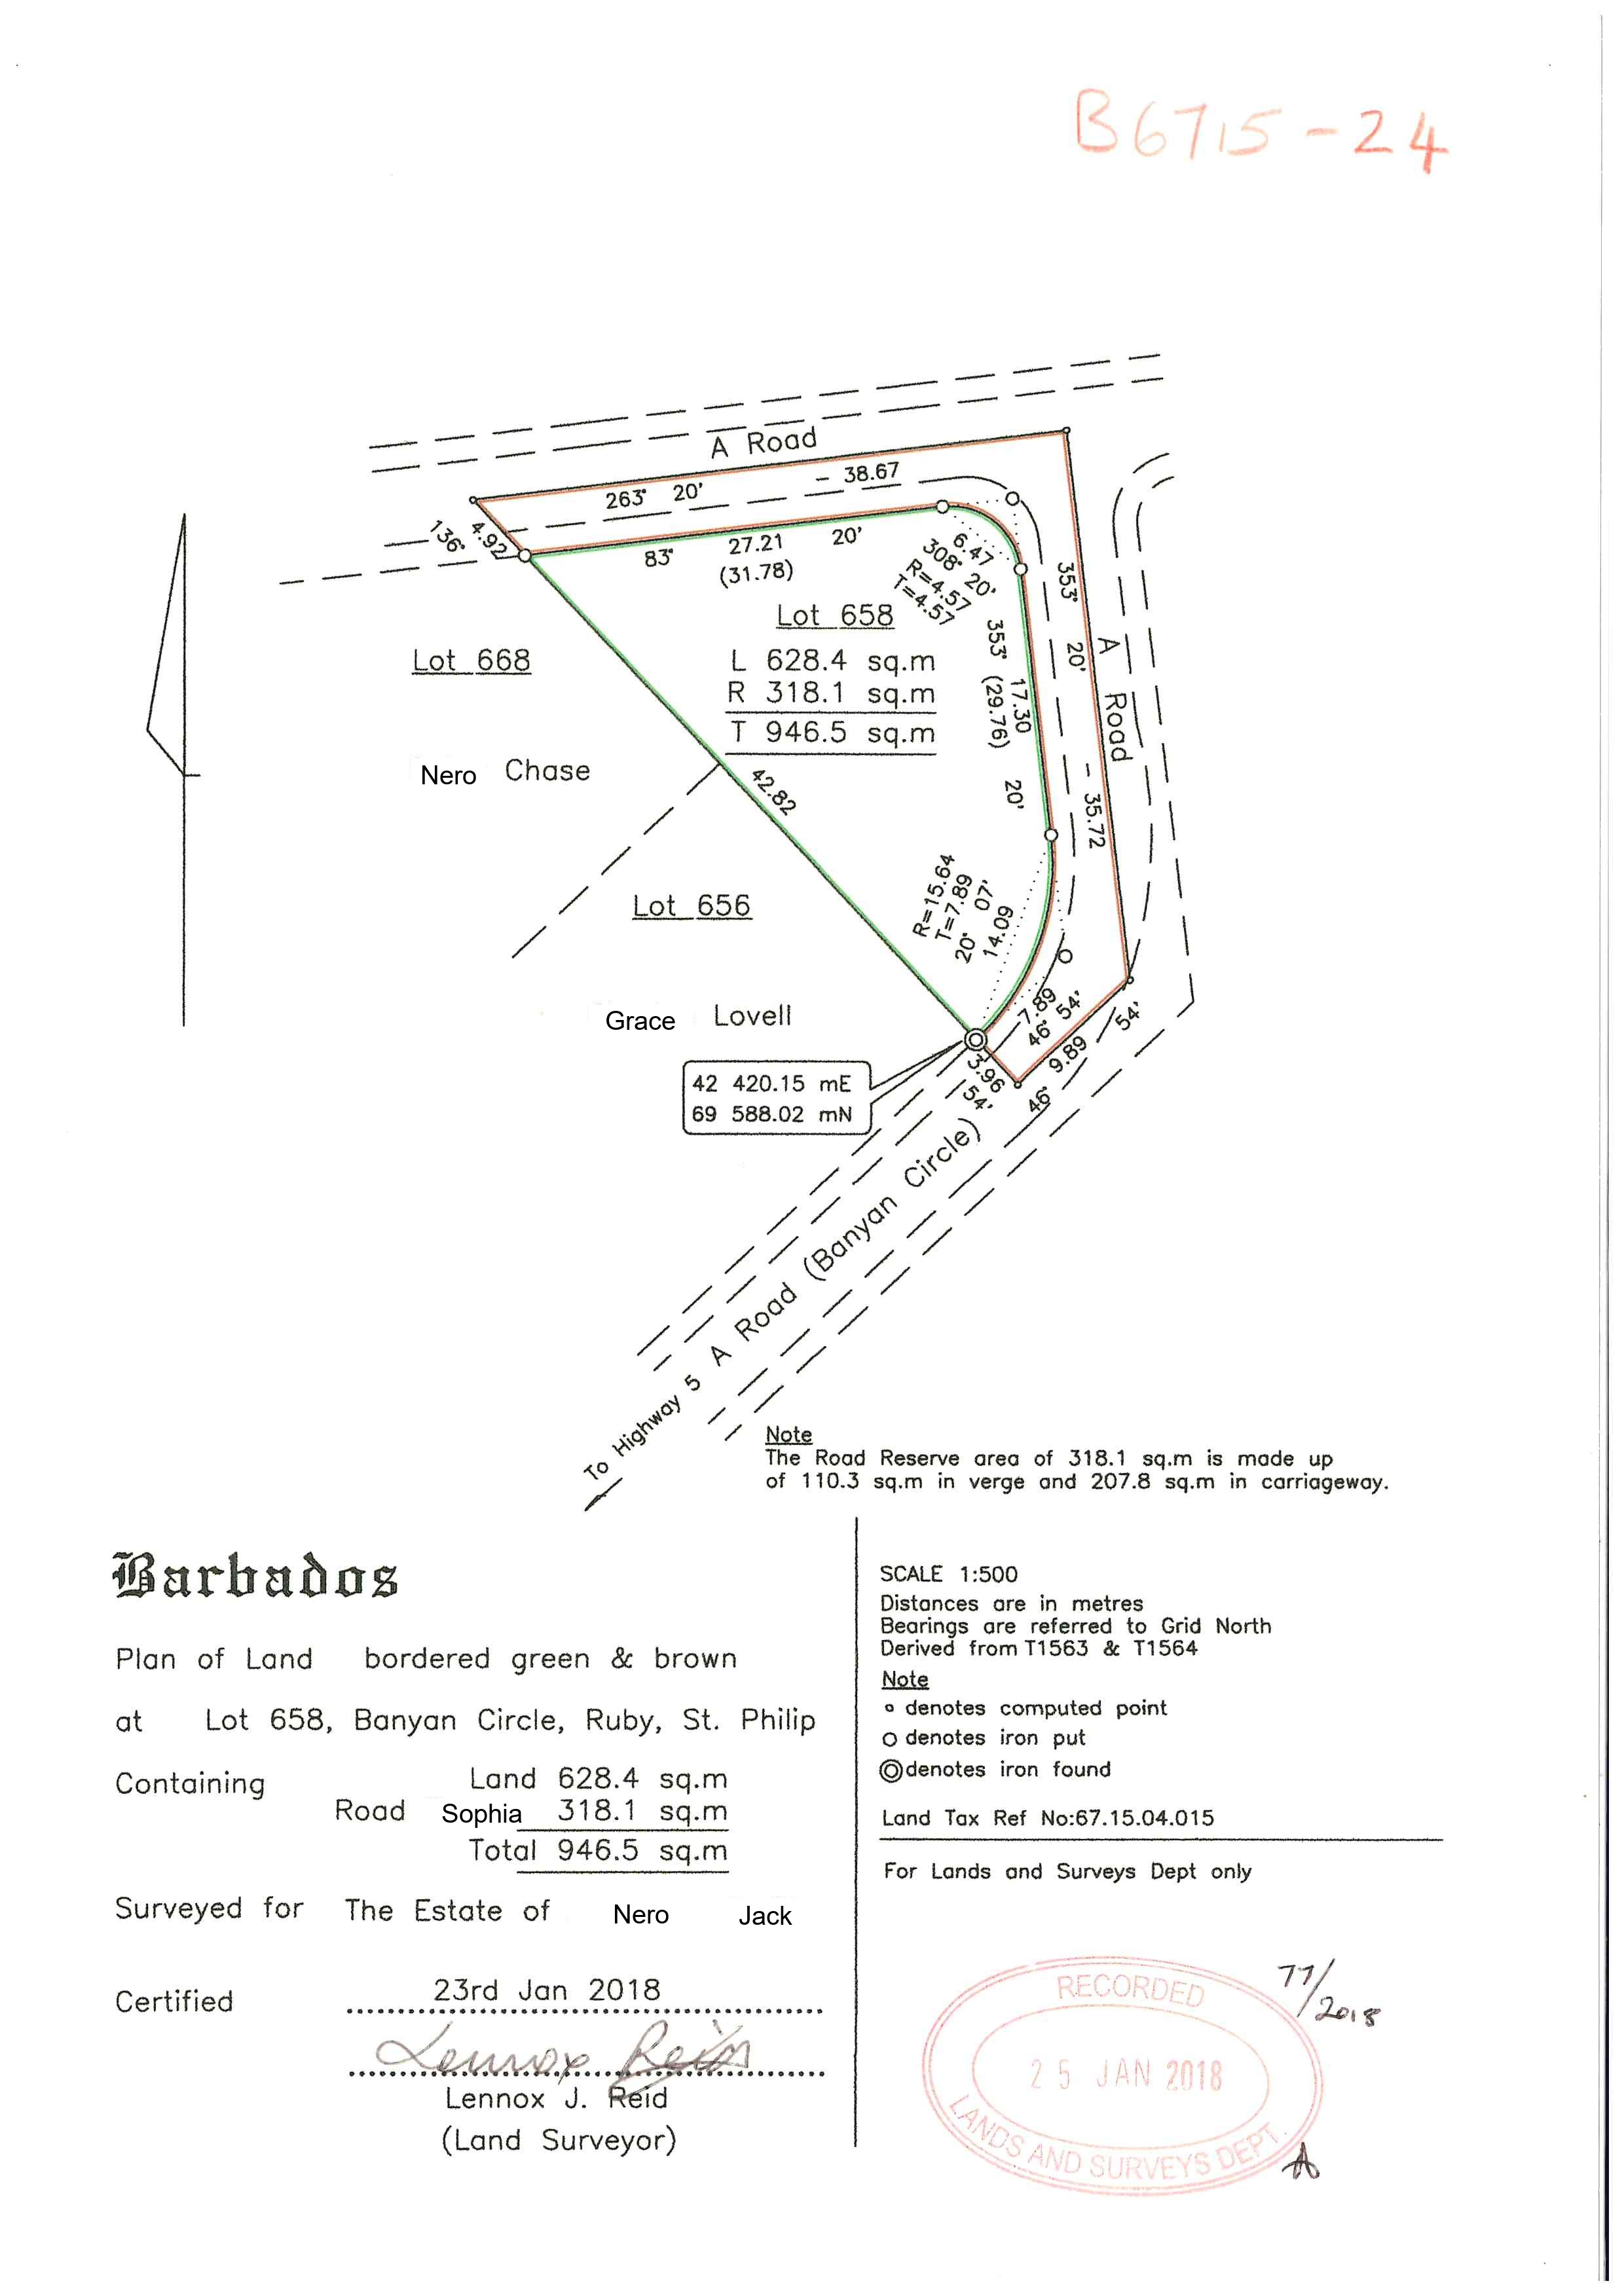 B6715-24
A Road
263° 20' - 38.67
136° 4.92
83° 27.21 20'
(31.78)
6.47
308° 20'
R=4.57
T=4.57
353° 20' - 35.72
A Road
353° 17.30 20'
(29.76)
Lot 658
L 628.4 sq.m
R 318.1 sq.m
T 946.5 sq.m
Lot 668
Nero Chase
42.82
Lot 656
Grace Lovell
R=15.64
T=7.89
20° 07'
14.09
7.89
46° 54'
9.89
46° 54'
3.96
54'
42 420.15 mE
69 588.02 mN
A Road (Banyan Circle)
To Highway 5
Note
The Road Reserve area of 318.1 sq.m is made up
of 110.3 sq.m in verge and 207.8 sq.m in carriageway.
Barbados
Plan of Land bordered green & brown
at Lot 658, Banyan Circle, Ruby, St. Philip
Containing Land 628.4 sq.m
Road Sophia 318.1 sq.m
Total 946.5 sq.m
Surveyed for The Estate of Nero Jack
Certified 23rd Jan 2018
Lennox Reid
Lennox J. Reid
(Land Surveyor)
SCALE 1:500
Distances are in metres
Bearings are referred to Grid North
Derived from T1563 & T1564
Note
denotes computed point
denotes iron put
denotes iron found
Land Tax Ref No:67.15.04.015
For Lands and Surveys Dept only
77/2018
RECORDED
25 JAN 2018
LANDS AND SURVEYS DEPT.
A